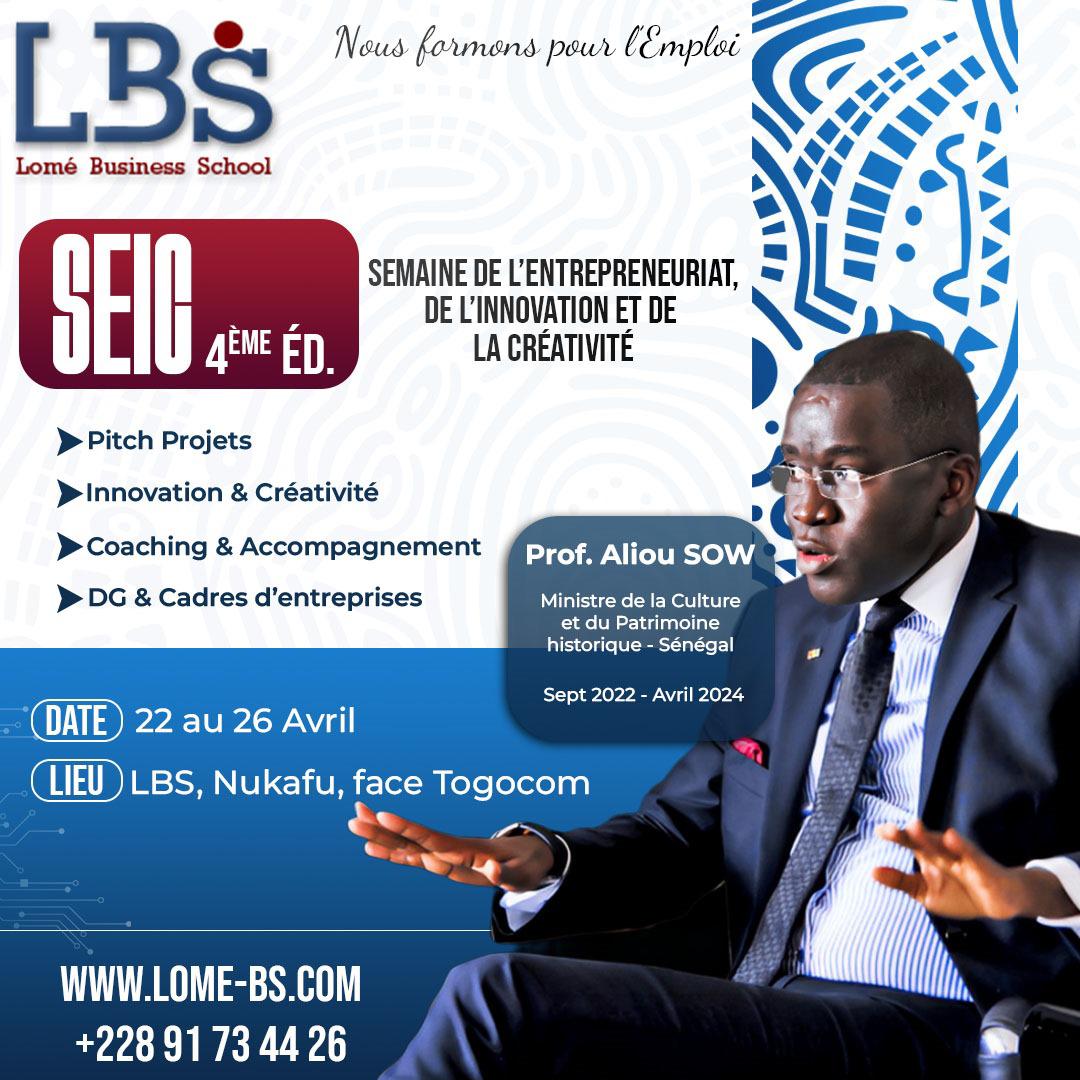 LBS
Lomé Business School
Nous formons pour l'Emploi
SEIC 4ÈME ÉD.
SEMAINE DE L'ENTREPRENEURIAT,
DE L'INNOVATION ET DE
LA CRÉATIVITÉ
Pitch Projets
Innovation & Créativité
Coaching & Accompagnement
DG & Cadres d'entreprises
Prof. Aliou SOW
Ministre de la Culture
et du Patrimoine
historique - Sénégal
Sept 2022 - Avril 2024
DATE 22 au 26 Avril
LIEU LBS, Nukafu, face Togocom
WWW.LOME-BS.COM
+228 91 73 44 26